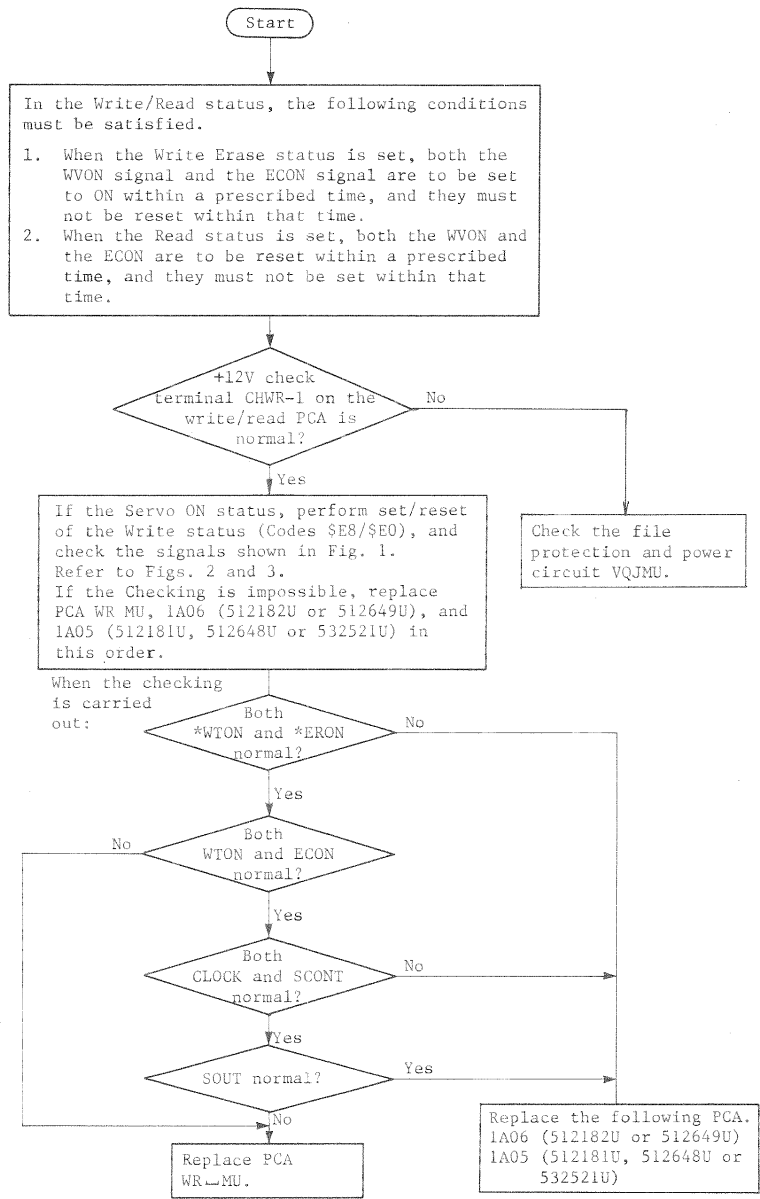 Start
In the Write/Read status, the following conditions
must be satisfied.
1. When the Write Erase status is set, both the
WVON signal and the ECON signal are to be set
to ON within a prescribed time, and they must
not be reset within that time.
2. When the Read status is set, both the WVON and
the ECON are to be reset within a prescribed
time, and they must not be set within that
time.
+12V check
terminal CHWR-1 on the
write/read PCA is
normal?
No
Yes
If the Servo ON status, perform set/reset
of the Write status (Codes $E8/$E0), and
check the signals shown in Fig. 1.
Refer to Figs. 2 and 3.
If the Checking is impossible, replace
PCA WR MU, 1A06 (512182U or 512649U), and
1A05 (512181U, 512648U or 532521U) in
this order.
Check the file
protection and power
circuit VQJMU.
When the checking
is carried
out:
Both
*WTON and *ERON
normal?
No
Yes
Both
WTON and ECON
normal?
No
Yes
Both
CLOCK and SCONT
normal?
No
Yes
SOUT normal?
Yes
No
Replace PCA
WR⎵MU.
Replace the following PCA.
1A06 (512182U or 512649U)
1A05 (512181U, 512648U or
532521U)